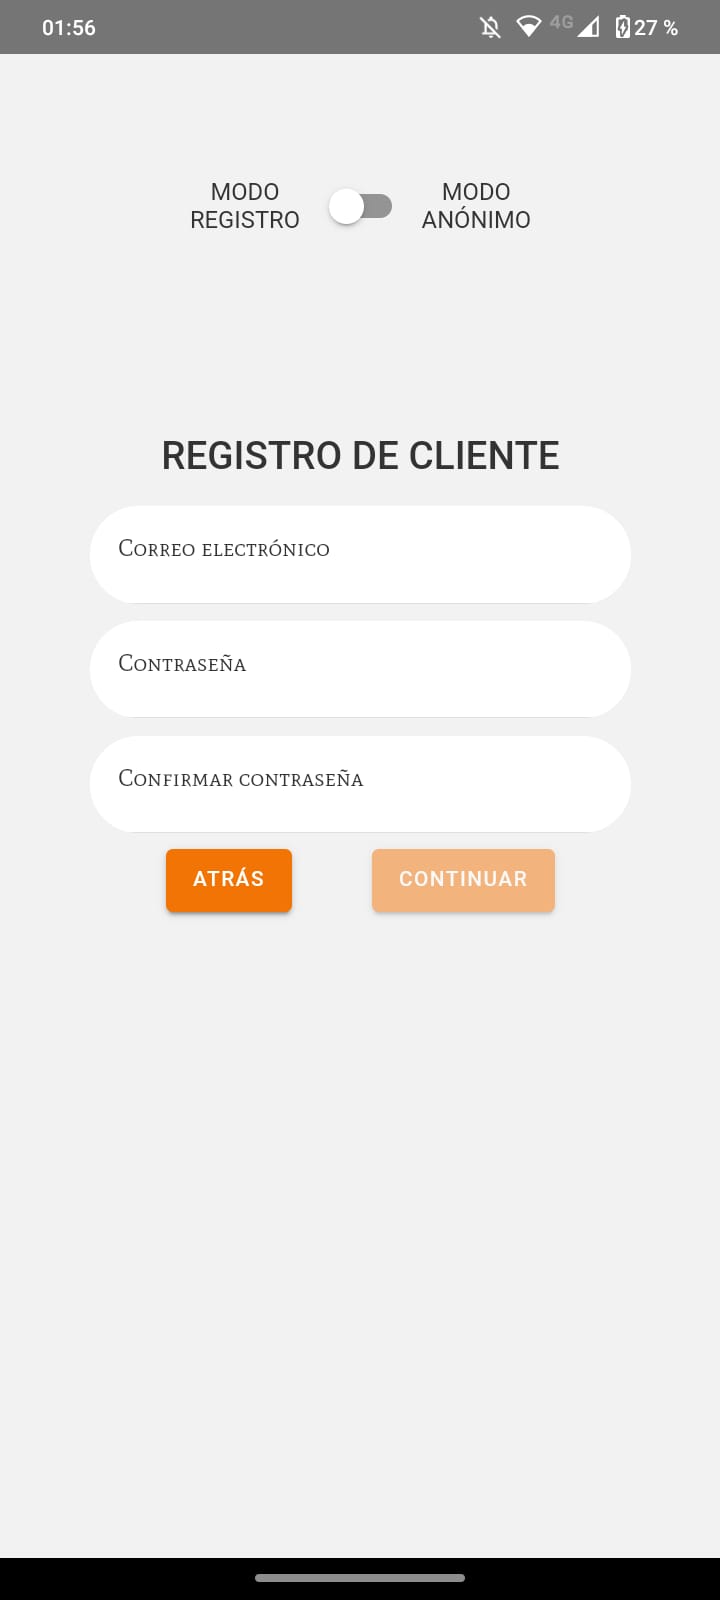 01:56
4G
27 %
MODO
REGISTRO
MODO
ANÓNIMO
REGISTRO DE CLIENTE
Correo electrónico
Contraseña
Confirmar contraseña
ATRÁS
CONTINUAR